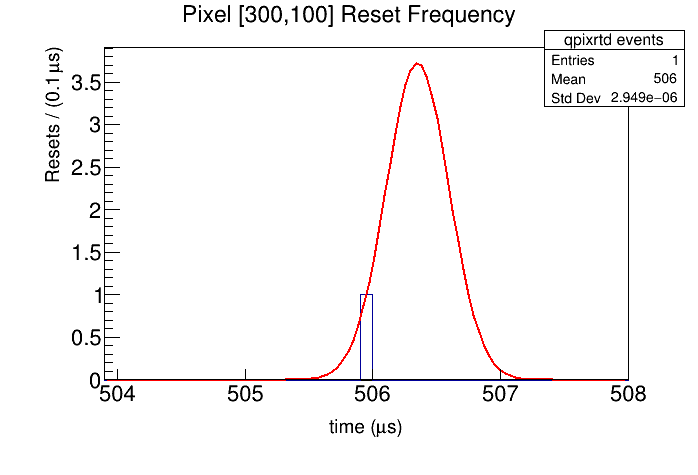 Pixel [300,100] Reset Frequency
qpixrtd events
Entries 1
Mean 506
Std Dev 2.949e−06
Resets / (0.1 μs)
3.5
3
2.5
2
1.5
1
0.5
0
504 505 506 507 508
time (μs)